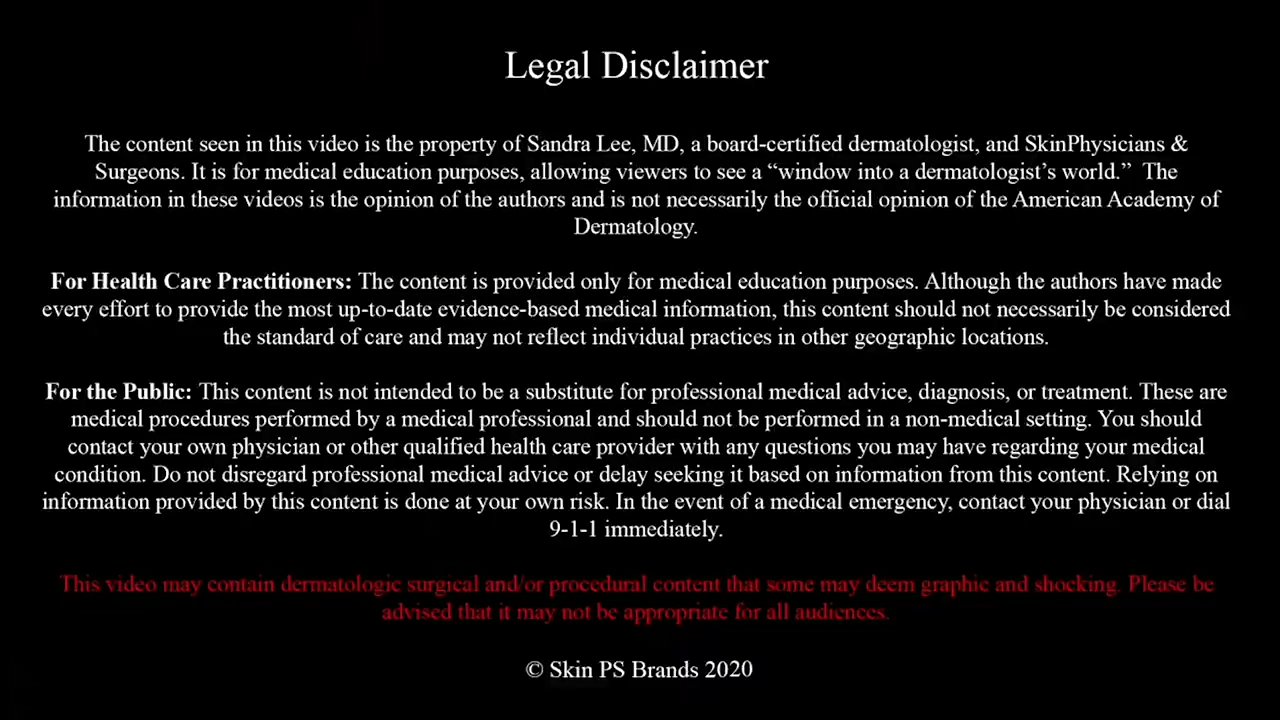 Legal Disclaimer
The content seen in this video is the property of Sandra Lee, MD, a board-certified dermatologist, and SkinPhysicians &
Surgeons. It is for medical education purposes, allowing viewers to see a “window into a dermatologist’s world.”  The
information in these videos is the opinion of the authors and is not necessarily the official opinion of the American Academy of
Dermatology.
For Health Care Practitioners: The content is provided only for medical education purposes. Although the authors have made
every effort to provide the most up-to-date evidence-based medical information, this content should not necessarily be considered
the standard of care and may not reflect individual practices in other geographic locations.
For the Public: This content is not intended to be a substitute for professional medical advice, diagnosis, or treatment. These are
medical procedures performed by a medical professional and should not be performed in a non-medical setting. You should
contact your own physician or other qualified health care provider with any questions you may have regarding your medical
condition. Do not disregard professional medical advice or delay seeking it based on information from this content. Relying on
information provided by this content is done at your own risk. In the event of a medical emergency, contact your physician or dial
9-1-1 immediately.
This video may contain dermatologic surgical and/or procedural content that some may deem graphic and shocking. Please be
advised that it may not be appropriate for all audiences.
© Skin PS Brands 2020